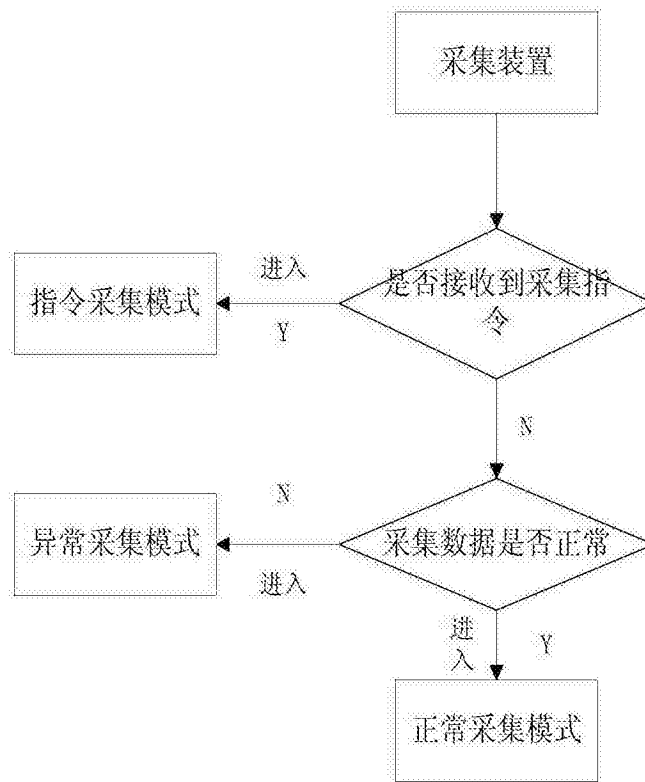 采集装置
进入
是否接收到采集指
令
指令采集模式
Y
N
N
异常采集模式
采集数据是否正常
进入
进
入
Y
正常采集模式